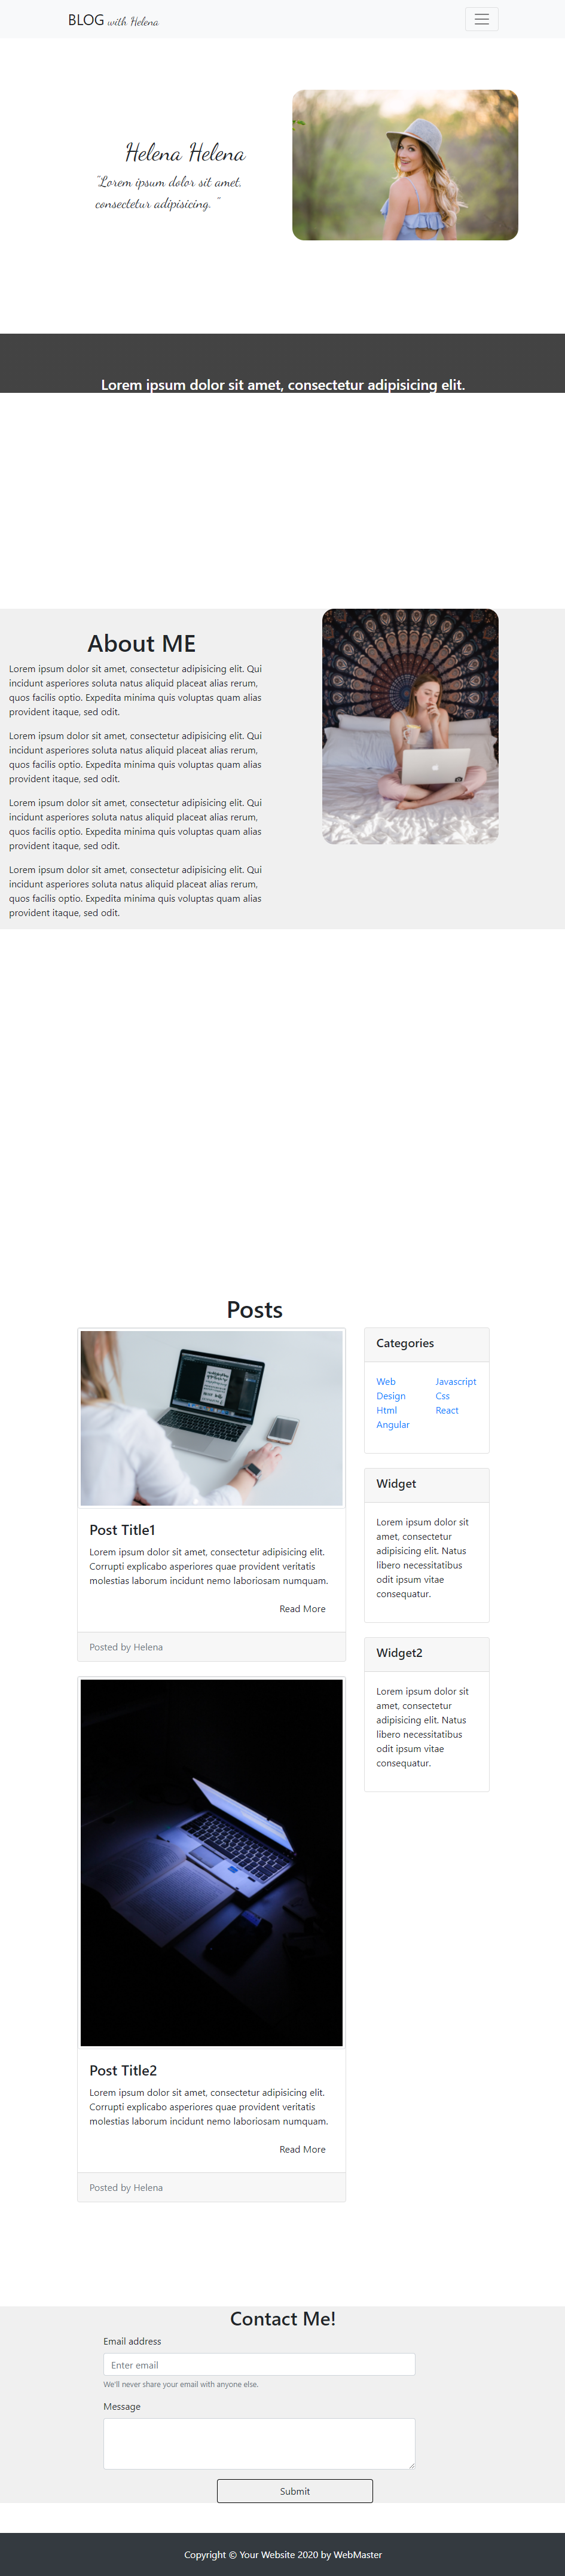 BLOG with Helena
Helena Helena
"Lorem ipsum dolor sit amet,
consectetur adipisicing. "
Lorem ipsum dolor sit amet, consectetur adipisicing elit.
About ME
Lorem ipsum dolor sit amet, consectetur adipisicing elit. Qui
incidunt asperiores soluta natus aliquid placeat alias rerum,
quos facilis optio. Expedita minima quis voluptas quam alias
provident itaque, sed odit.
Lorem ipsum dolor sit amet, consectetur adipisicing elit. Qui
incidunt asperiores soluta natus aliquid placeat alias rerum,
quos facilis optio. Expedita minima quis voluptas quam alias
provident itaque, sed odit.
Lorem ipsum dolor sit amet, consectetur adipisicing elit. Qui
incidunt asperiores soluta natus aliquid placeat alias rerum,
quos facilis optio. Expedita minima quis voluptas quam alias
provident itaque, sed odit.
Lorem ipsum dolor sit amet, consectetur adipisicing elit. Qui
incidunt asperiores soluta natus aliquid placeat alias rerum,
quos facilis optio. Expedita minima quis voluptas quam alias
provident itaque, sed odit.
Posts
Post Title1
Lorem ipsum dolor sit amet, consectetur adipisicing elit.
Corrupti explicabo asperiores quae provident veritatis
molestias laborum incidunt nemo laboriosam numquam.
Read More
Posted by Helena
Post Title2
Lorem ipsum dolor sit amet, consectetur adipisicing elit.
Corrupti explicabo asperiores quae provident veritatis
molestias laborum incidunt nemo laboriosam numquam.
Read More
Posted by Helena
Categories
Web
Design
Html
Angular
Javascript
Css
React
Widget
Lorem ipsum dolor sit
amet, consectetur
adipisicing elit. Natus
libero necessitatibus
odit ipsum vitae
consequatur.
Widget2
Lorem ipsum dolor sit
amet, consectetur
adipisicing elit. Natus
libero necessitatibus
odit ipsum vitae
consequatur.
Contact Me!
Email address
Enter email
We'll never share your email with anyone else.
Message
Submit
Copyright © Your Website 2020 by WebMaster